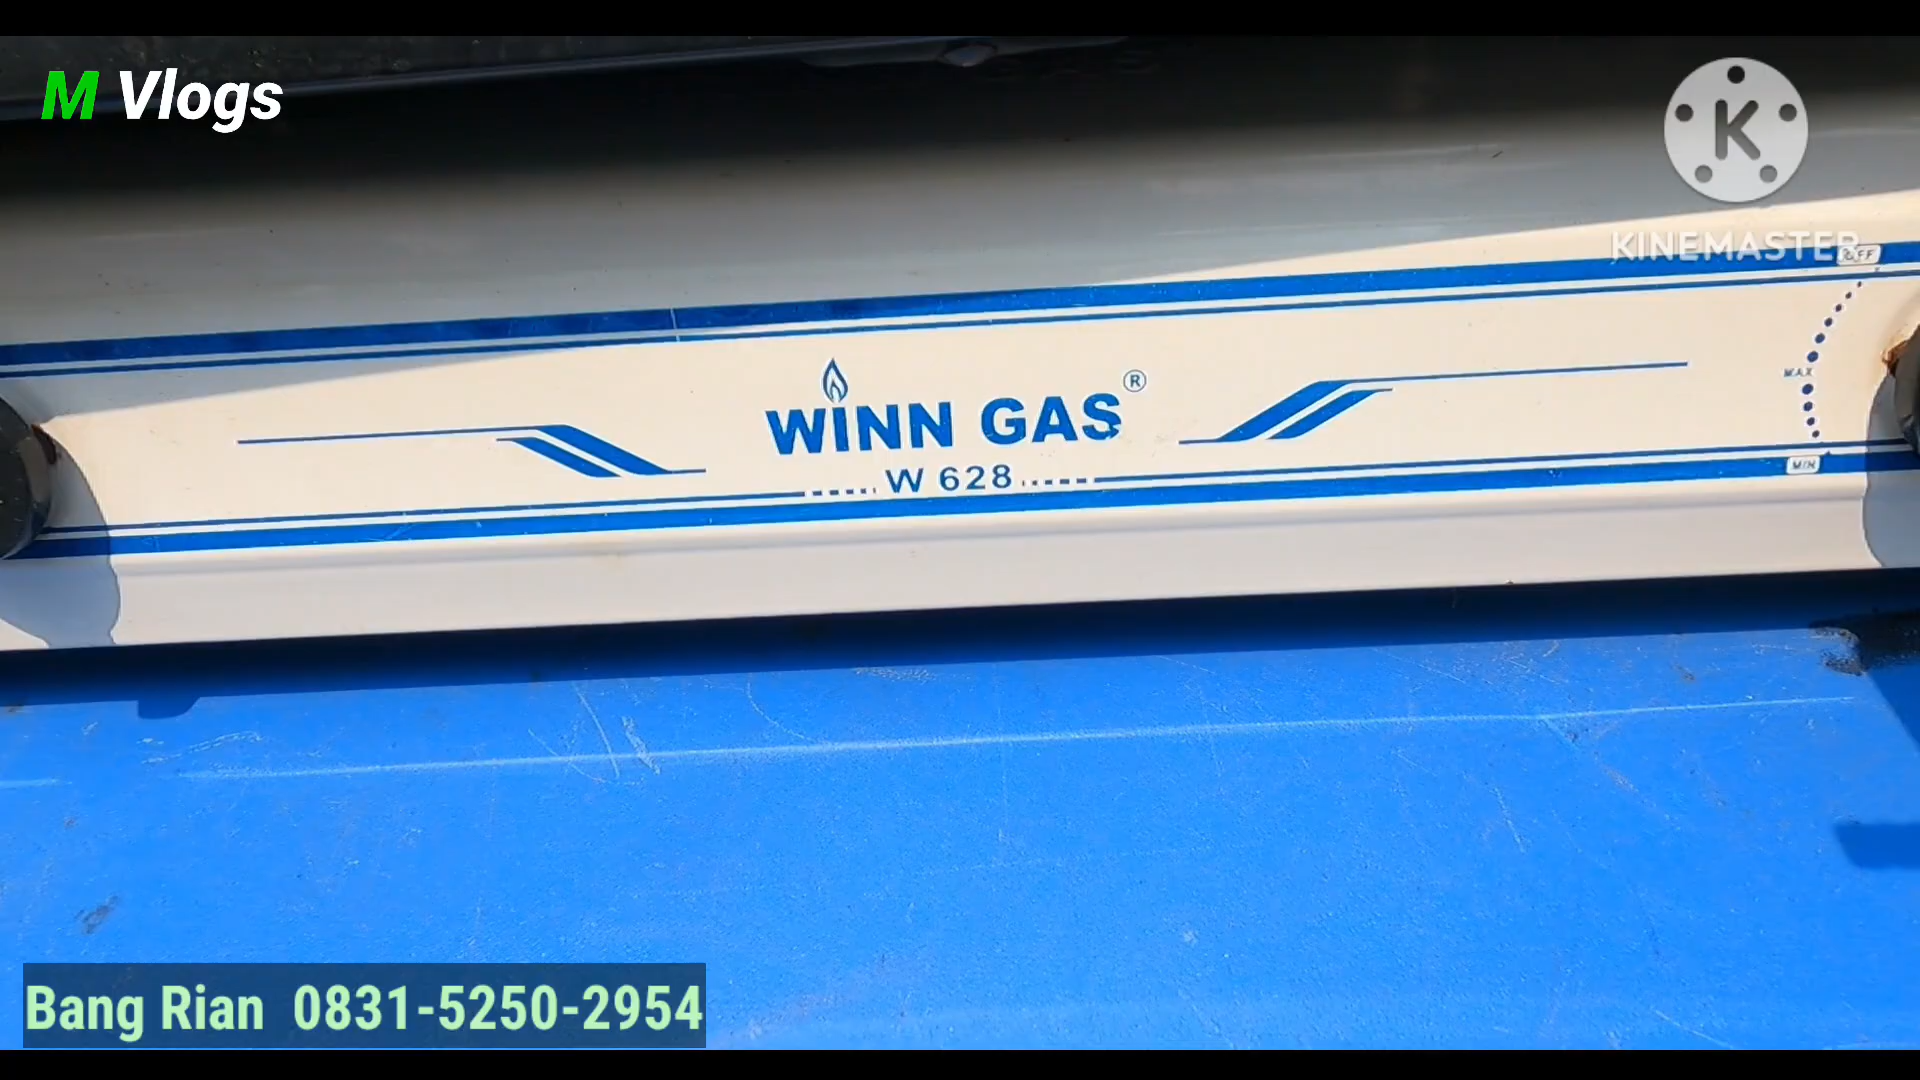 M Vlogs
K
KINEMASTER
OFF
MAX
WINN GAS®
W 628
MIN
Bang Rian 0831-5250-2954